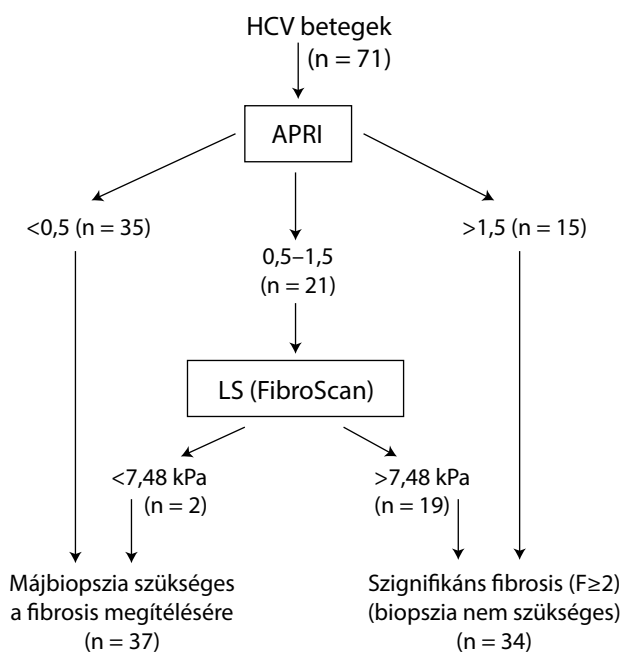 HCV betegek
(n = 71)
APRI
<0,5 (n = 35)
>1,5 (n = 15)
0,5–1,5
(n = 21)
LS (FibroScan)
<7,48 kPa
(n = 2)
>7,48 kPa
(n = 19)
Májbiopszia szükséges
a fibrosis megítélésére
(n = 37)
Szignifikáns fibrosis (F≥2)
(biopszia nem szükséges)
(n = 34)